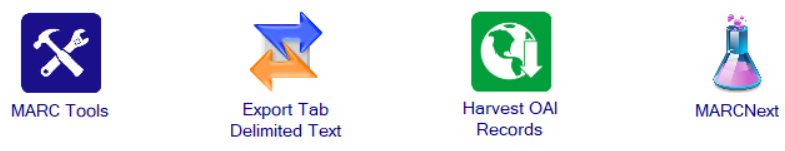 MARC Tools
Export Tab
Delimited Text
Harvest OAI
Records
MARCNext